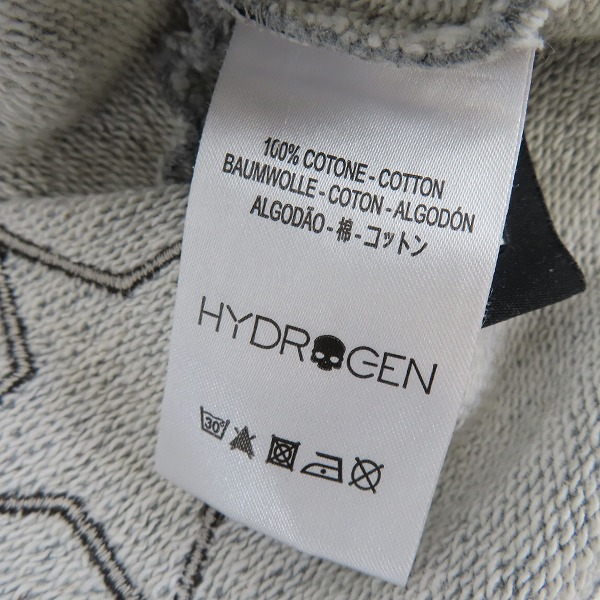 100% COTONE - COTTON
BAUMWOLLE - COTON - ALGODÓN
ALGODÃO - 棉 - コットン
HYDROGEN
30°